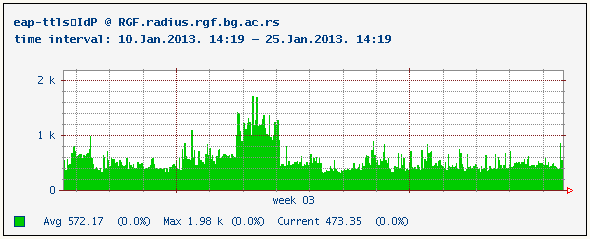 eap-ttls▯IdP @ RGF.radius.rgf.bg.ac.rs
time interval: 10.Jan.2013. 14:19 – 25.Jan.2013. 14:19
2 k
1 k
0
week 03
Avg 572.17 (0.0%) Max 1.98 k (0.0%) Current 473.35 (0.0%)